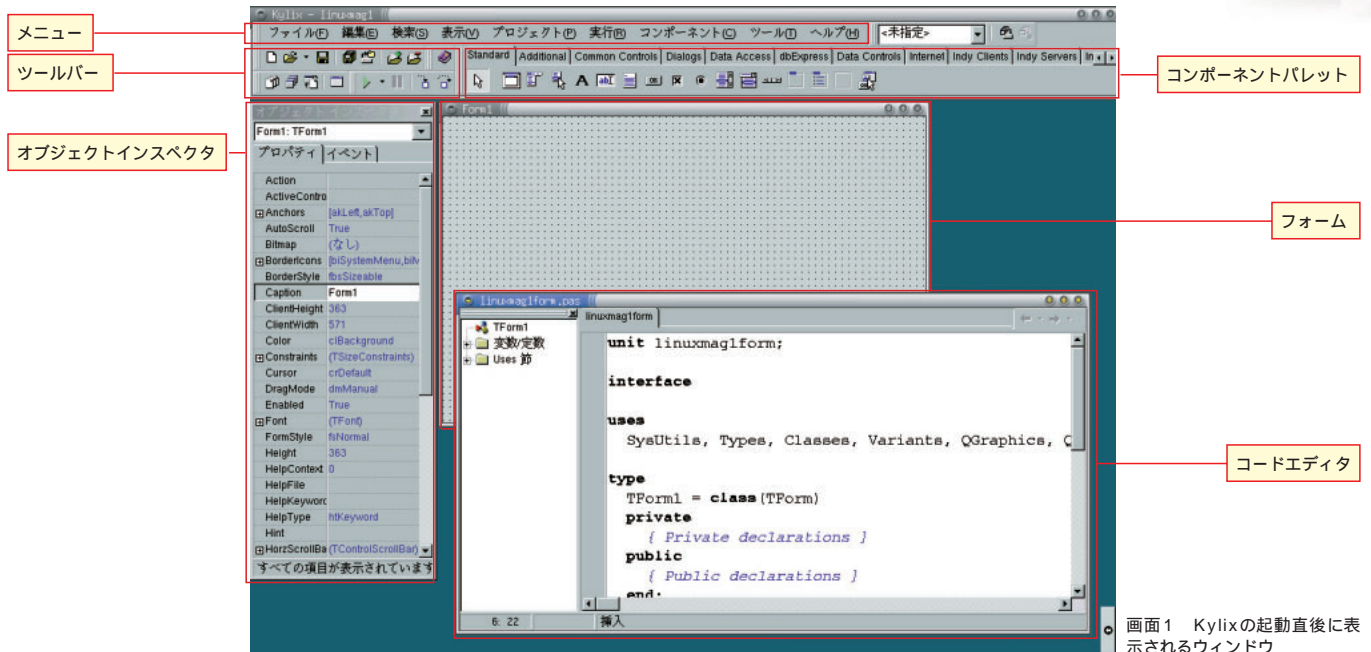 Kylix - linuxmag1
メニュー
ファイル(F) 編集(E) 検索(S) 表示(V) プロジェクト(P) 実行(R) コンポーネント(C) ツール(T) ヘルプ(H) <未指定>
ツールバー
Standard Additional Common Controls Dialogs Data Access dbExpress Data Controls Internet Indy Clients Indy Servers In
コンポーネントパレット
オブジェクトインスペクタ
Form1: TForm1
プロパティ イベント
Action
ActiveContro
Anchors [akLeft,akTop]
AutoScroll True
Bitmap (なし)
BorderIcons [biSystemMenu,biM
BorderStyle fbsSizeable
Caption Form1
ClientHeight 363
ClientWidth 571
Color clBackground
Constraints (TSizeConstraints)
Cursor crDefault
DragMode dmManual
Enabled True
Font (TFont)
FormStyle fsNormal
Height 363
HelpContext 0
HelpFile
HelpKeyword
HelpType htKeyword
Hint
HorzScrollBa (TControlScrollBar)
すべての項目が表示されています
Form1
フォーム
linuxmag1form.pas
TForm1
変数/定数
Uses 節
linuxmag1form
unit linuxmag1form;
interface
uses
SysUtils, Types, Classes, Variants, QGraphics, Q
type
TForm1 = class(TForm)
private
{ Private declarations }
public
{ Public declarations }
end;
6: 22 挿入
コードエディタ
画面1 Kylixの起動直後に表
示されるウィンドウ